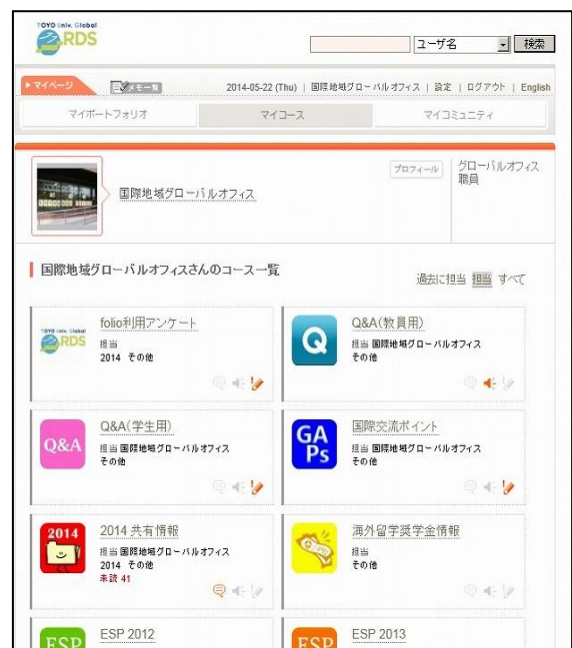 TOYO Univ. Global
RDS
ユーザ名
検索
マイページ
メモ一覧
2014-05-22 (Thu) | 国際地域グローバルオフィス | 設定 | ログアウト | English
マイポートフォリオ
マイコース
マイコミュニティ
国際地域グローバルオフィス
プロフィール
グローバルオフィス
職員
国際地域グローバルオフィスさんのコース一覧
過去に担当 担当 すべて
TOYO Univ. Global
RDS
folio利用アンケート
担当
2014 その他
Q
Q&A(教員用)
担当 国際地域グローバルオフィス
その他
Q&A
Q&A(学生用)
担当 国際地域グローバルオフィス
その他
GA
Ps
国際交流ポイント
担当 国際地域グローバルオフィス
その他
2014
2014 共有情報
担当 国際地域グローバルオフィス
2014 その他
未読 41
海外留学奨学金情報
担当
その他
ESP
ESP 2012
ESP
ESP 2013